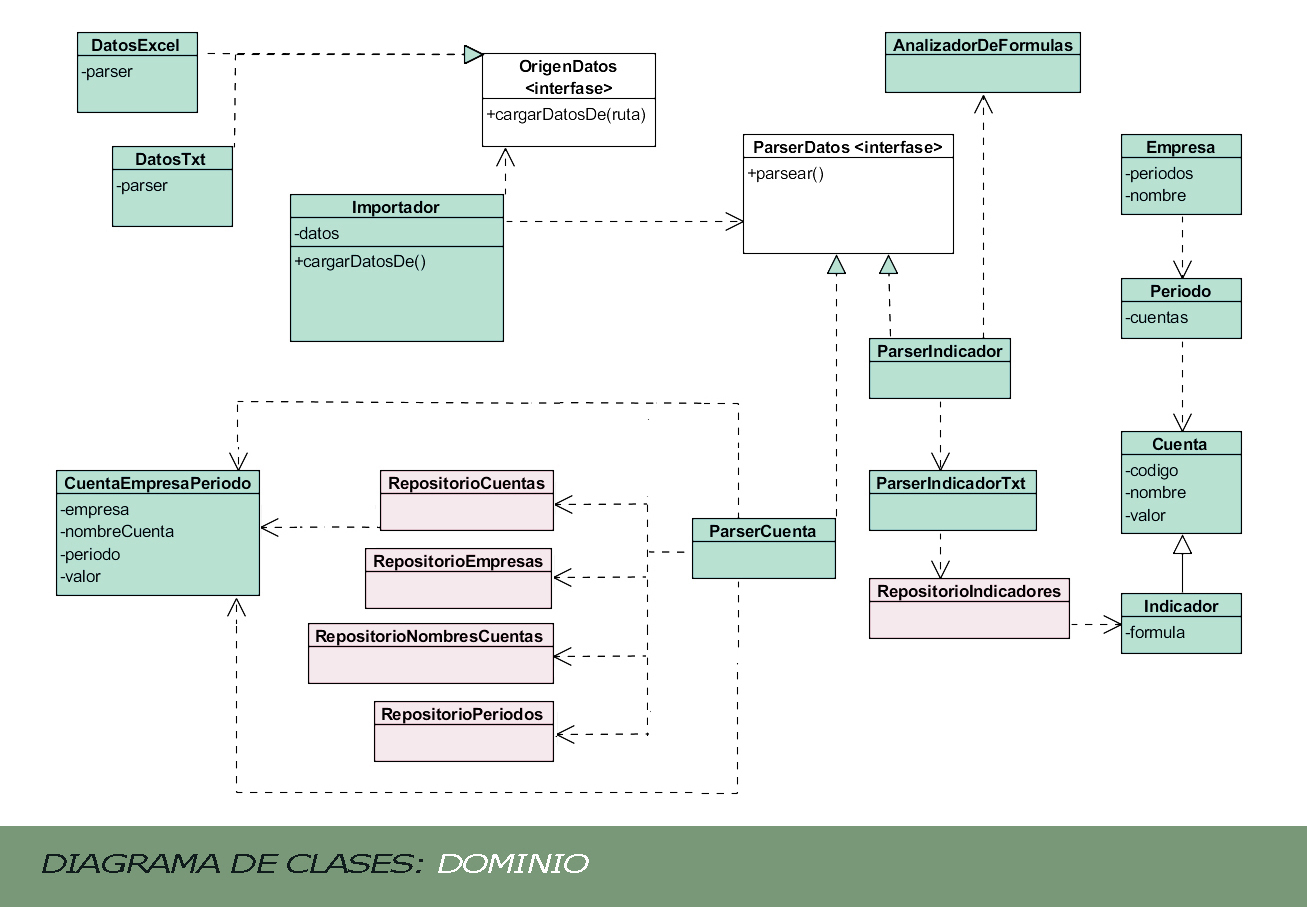 DatosExcel
-parser
DatosTxt
-parser
OrigenDatos
<interfase>
+cargarDatosDe(ruta)
Importador
-datos
+cargarDatosDe()
ParserDatos <interfase>
+parsear()
AnalizadorDeFormulas
Empresa
-periodos
-nombre
Periodo
-cuentas
ParserIndicador
Cuenta
-codigo
-nombre
-valor
CuentaEmpresaPeriodo
-empresa
-nombreCuenta
-periodo
-valor
RepositorioCuentas
RepositorioEmpresas
RepositorioNombresCuentas
RepositorioPeriodos
ParserCuenta
ParserIndicadorTxt
RepositorioIndicadores
Indicador
-formula
DIAGRAMA DE CLASES: DOMINIO